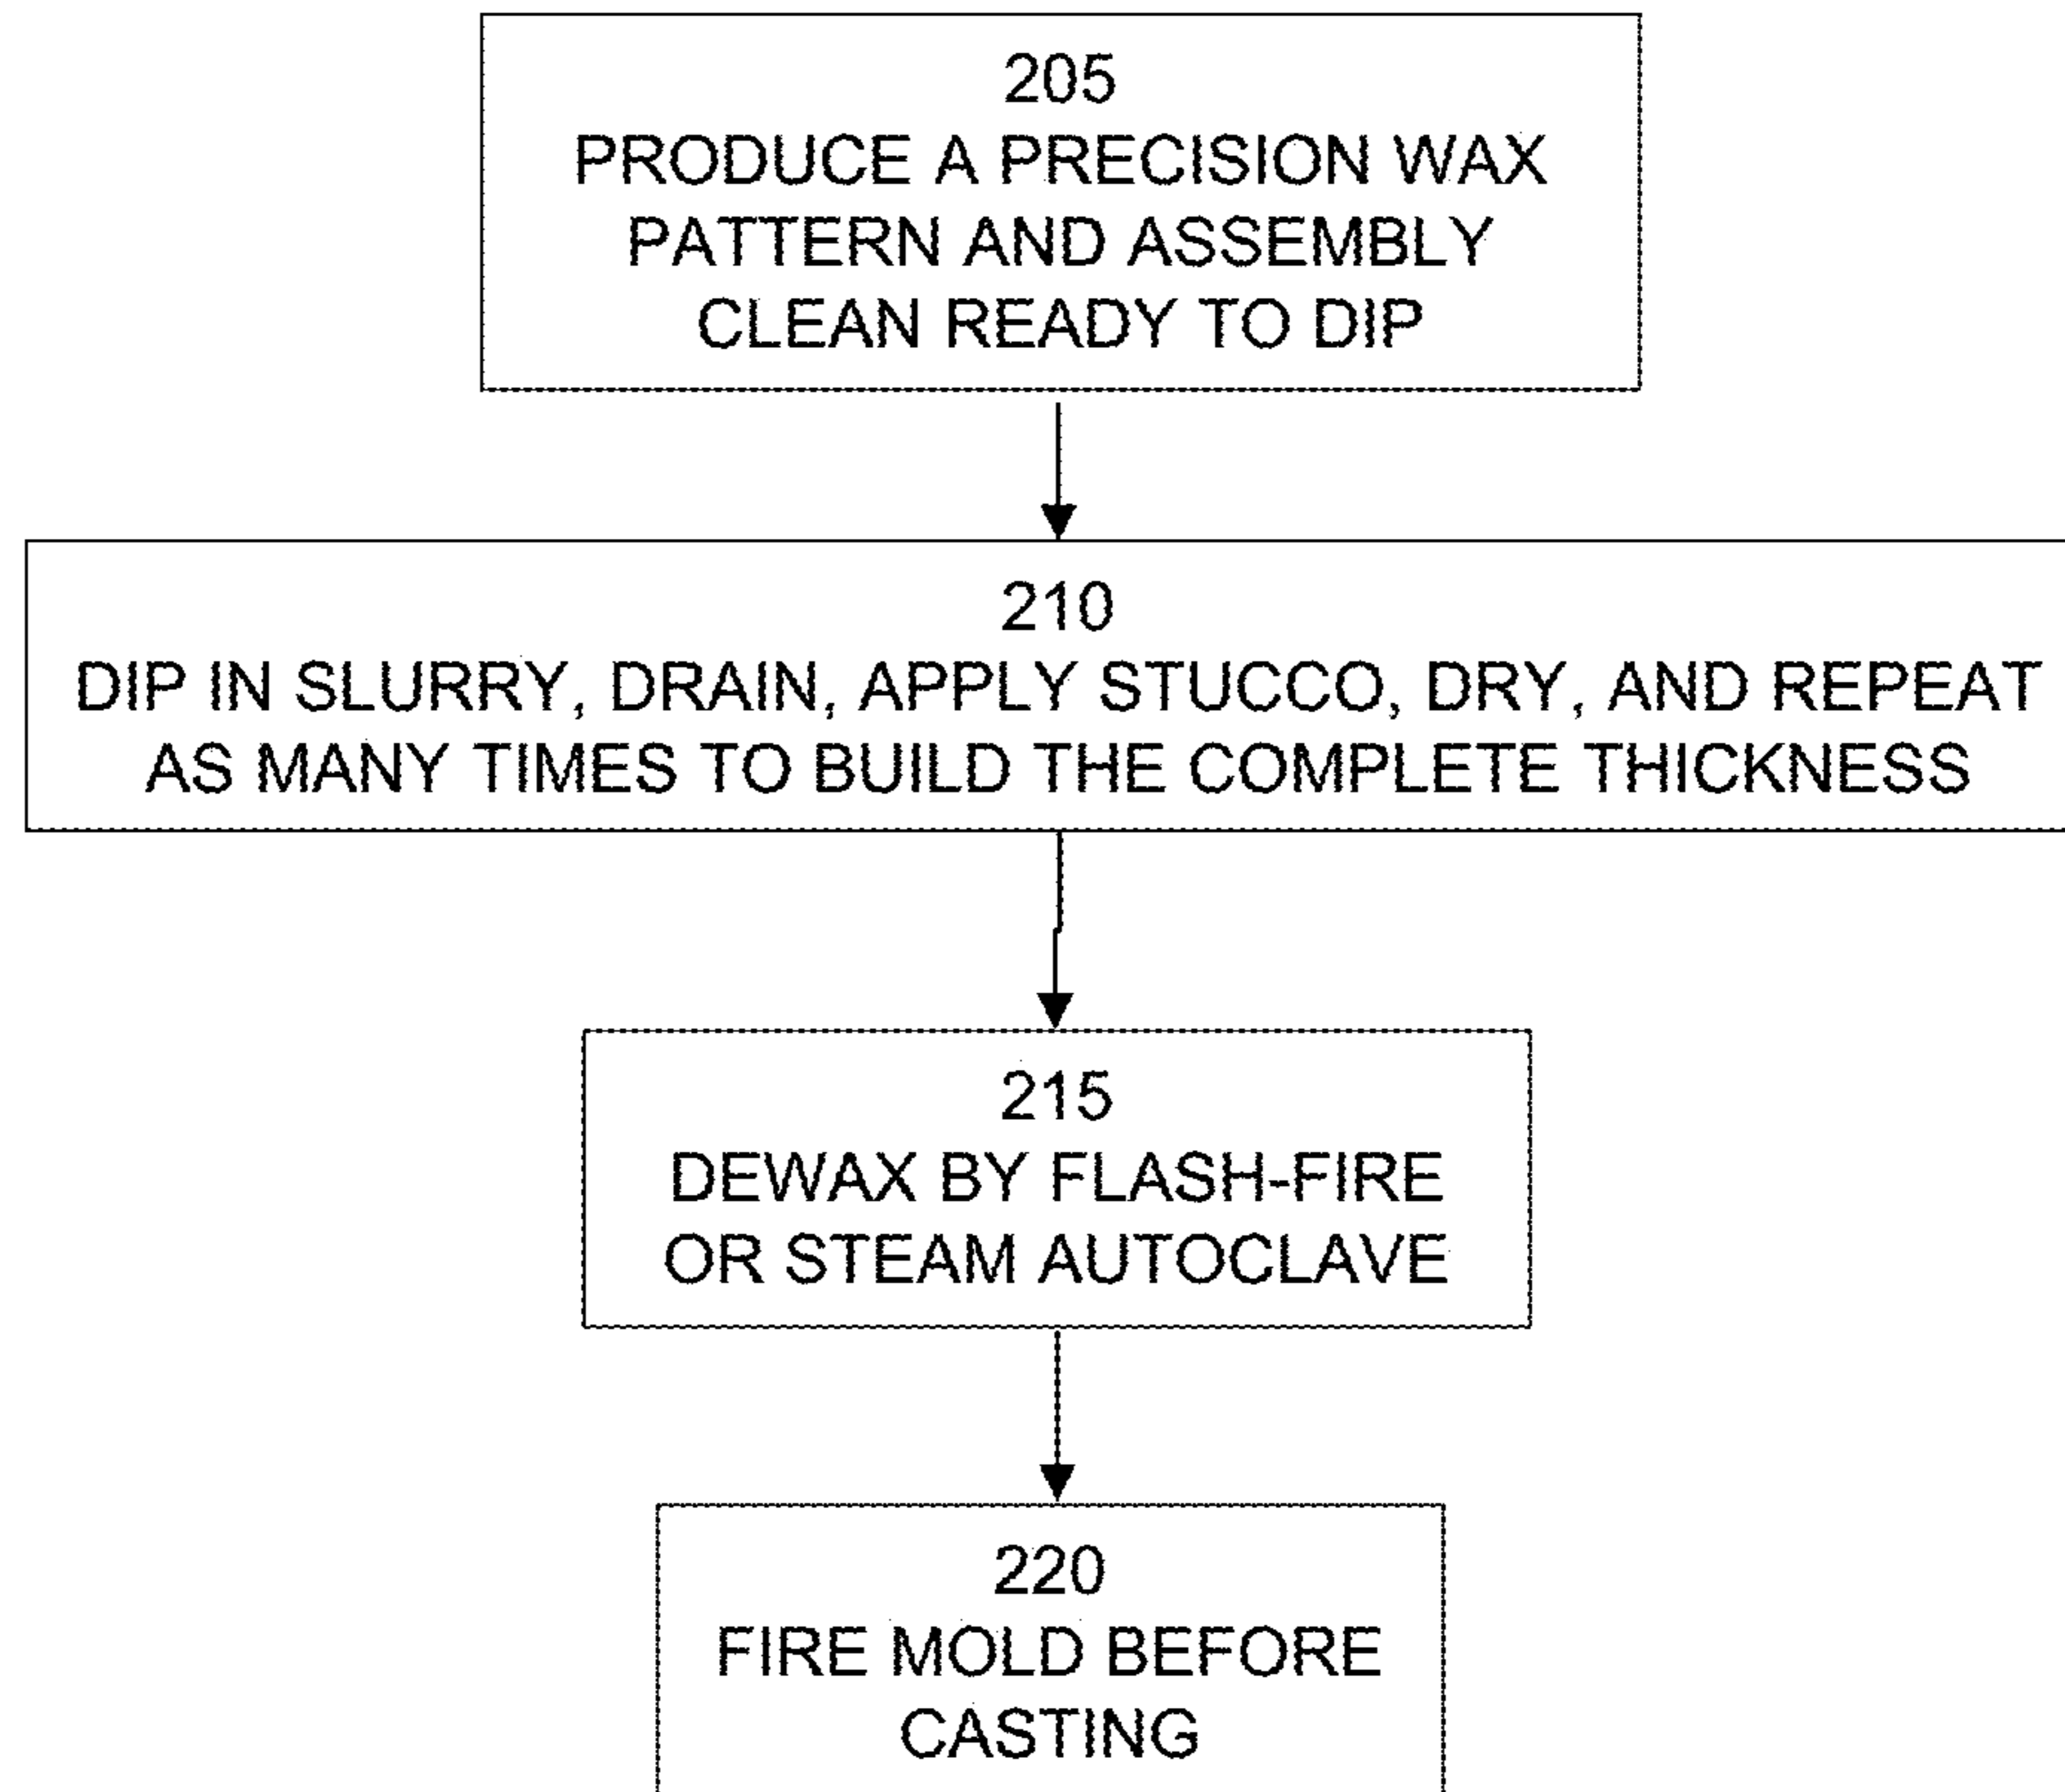 205
PRODUCE A PRECISION WAX
PATTERN AND ASSEMBLY
CLEAN READY TO DIP
210
DIP IN SLURRY, DRAIN, APPLY STUCCO, DRY, AND REPEAT
AS MANY TIMES TO BUILD THE COMPLETE THICKNESS
215
DEWAX BY FLASH-FIRE
OR STEAM AUTOCLAVE
220
FIRE MOLD BEFORE
CASTING